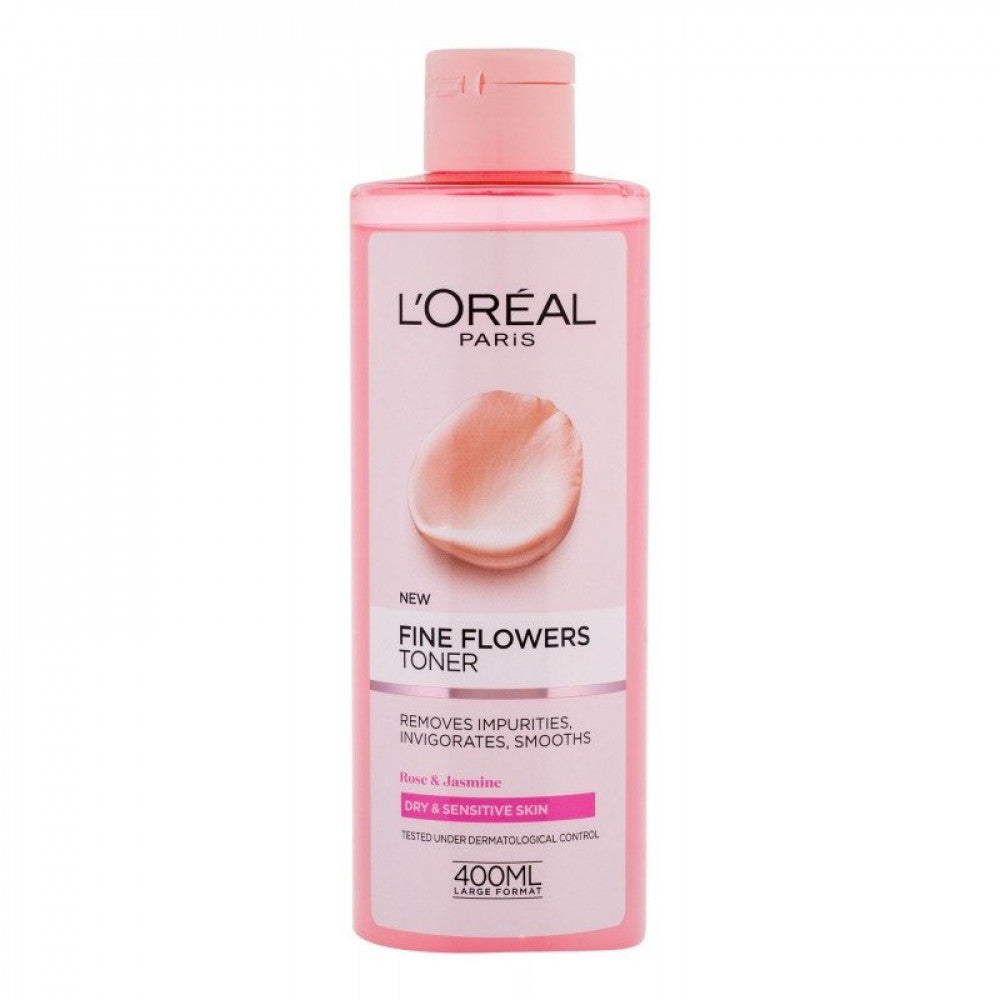 L'ORÉAL
PARiS
NEW
FINE FLOWERS
TONER
REMOVES IMPURITIES,
INVIGORATES, SMOOTHS
Rose & Jasmine
DRY & SENSITIVE SKIN
TESTED UNDER DERMATOLOGICAL CONTROL
400ML
LARGE FORMAT